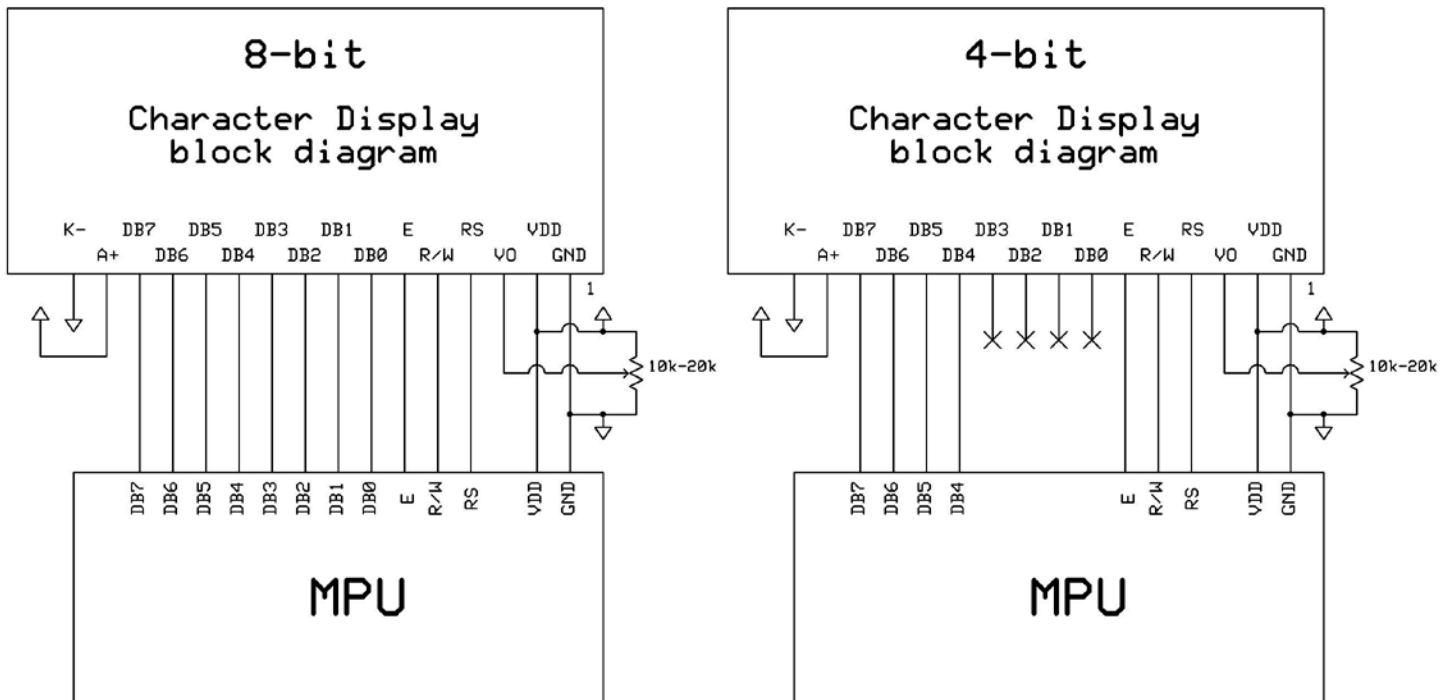 8-bit
Character Display
block diagram
K- DB7 DB5 DB3 DB1 E RS VDD
A+ DB6 DB4 DB2 DB0 R/W VO GND
1
10k-20k
DB7 DB6 DB5 DB4 DB3 DB2 DB1 DB0 E R/W RS VDD GND
MPU
4-bit
Character Display
block diagram
K- DB7 DB5 DB3 DB1 E RS VDD
A+ DB6 DB4 DB2 DB0 R/W VO GND
1
10k-20k
DB7 DB6 DB5 DB4 E R/W RS VDD GND
MPU